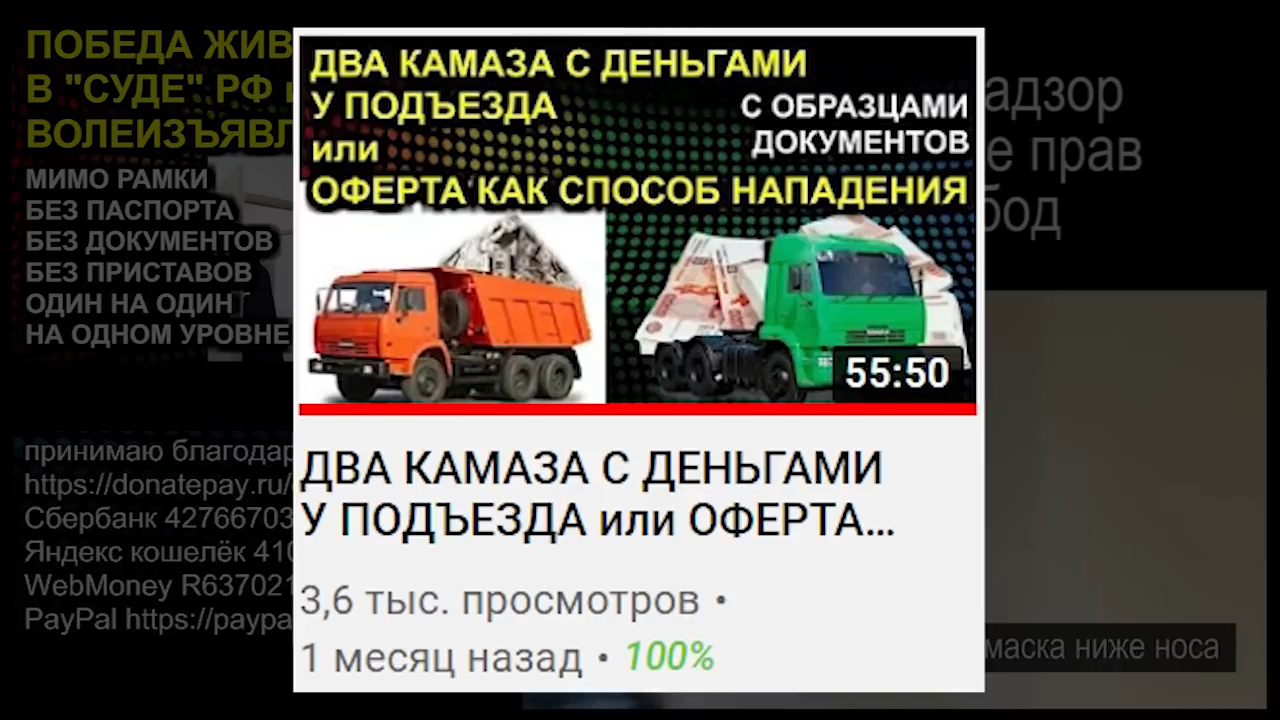 ПОБЕДА ЖИВ
В "СУДЕ" РФ и
ВОЛЕИЗЪЯВЛ
МИМО РАМКИ
БЕЗ ПАСПОРТА
БЕЗ ДОКУМЕНТОВ
БЕЗ ПРИСТАВОВ
ОДИН НА ОДИН
НА ОДНОМ УРОВНЕ
принимаю благодар
https://donatepay.ru/
Сбербанк 42766703
Яндекс кошелёк 410
WebMoney R637021
PayPal https://paypa
ДВА КАМАЗА С ДЕНЬГАМИ
У ПОДЪЕЗДА
или
ОФЕРТА КАК СПОСОБ НАПАДЕНИЯ
С ОБРАЗЦАМИ
ДОКУМЕНТОВ
55:50
ДВА КАМАЗА С ДЕНЬГАМИ
У ПОДЪЕЗДА или ОФЕРТА...
3,6 тыс. просмотров •
1 месяц назад • 100%
адзор
е прав
бод
маска ниже носа